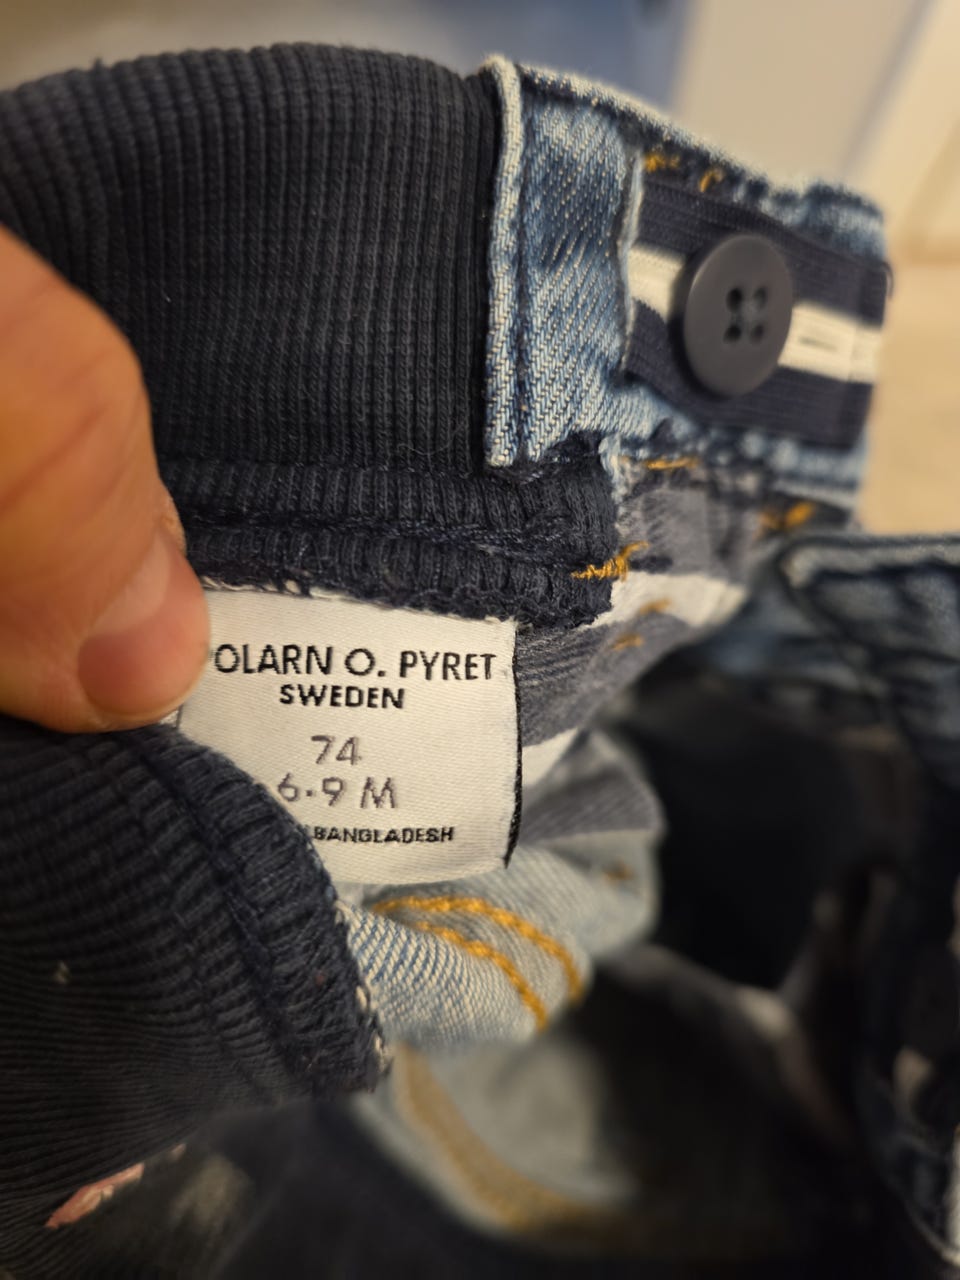 OLARN O. PYRET
SWEDEN
74
6-9 M
BANGLADESH